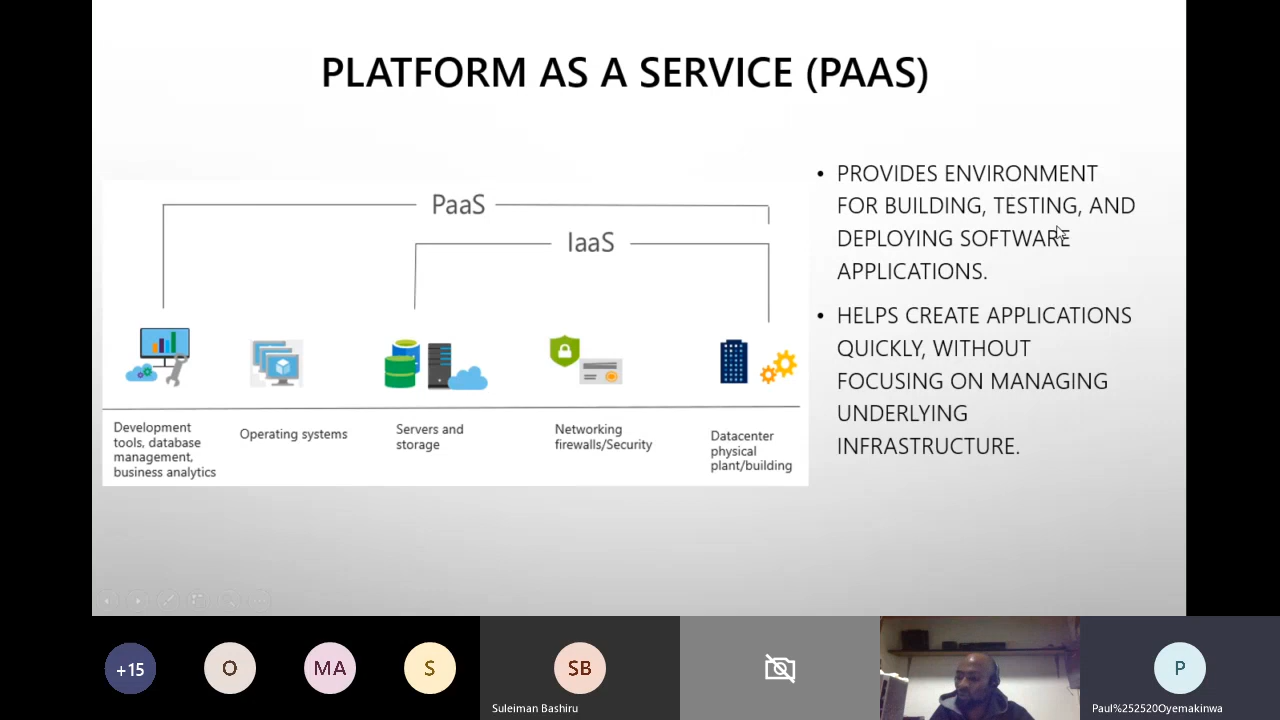 PLATFORM AS A SERVICE (PAAS)
PaaS
IaaS
Development
tools, database
management,
business analytics
Operating systems
Servers and
storage
Networking
firewalls/Security
Datacenter
physical
plant/building
• PROVIDES ENVIRONMENT
FOR BUILDING, TESTING, AND
DEPLOYING SOFTWARE
APPLICATIONS.
• HELPS CREATE APPLICATIONS
QUICKLY, WITHOUT
FOCUSING ON MANAGING
UNDERLYING
INFRASTRUCTURE.
+15
O
MA
S
SB
Suleiman Bashiru
P
Paul%252520Oyemakinwa